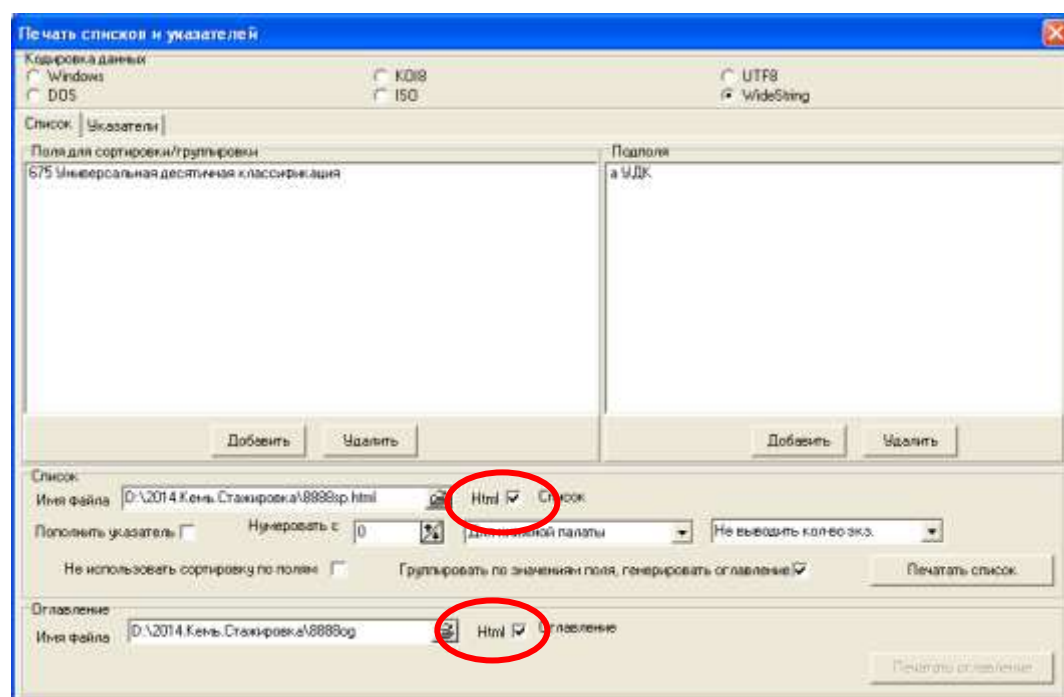 Печать списков и указателей
Кодировка данных
Windows KOI8 UTF8
DOS ISO WideString
Список Указатели
Поля для сортировки/группировки Подполя
675 Универсальная десятичная классификация a УДК
Добавить Удалить Добавить Удалить
Список
Имя файла D:\2014.Кемь.Стажировка\8888sp.html Html Список
Пополнить указатель Нумеровать с 0 Для книжной палаты Не выводить кол-во экз.
Не использовать сортировку по полям Группировать по значениям поля, генерировать оглавление Печатать список
Оглавление
Имя файла D:\2014.Кемь.Стажировка\8888og Html Оглавление
Печатать оглавление